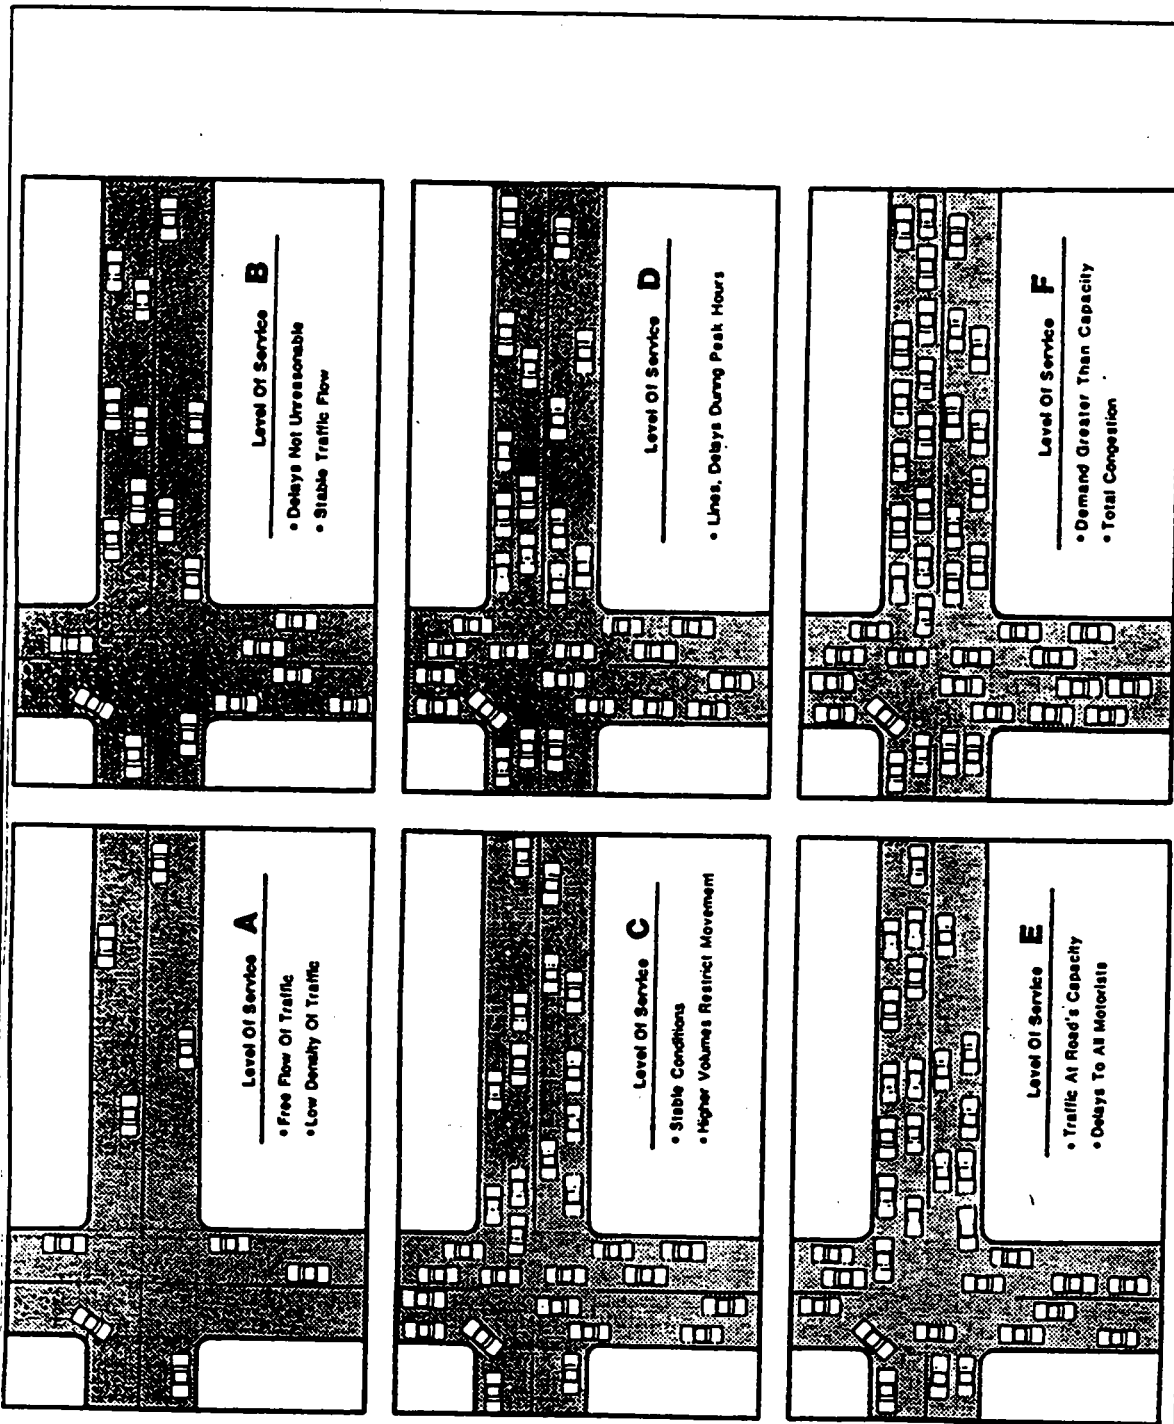 Level Of Service A
• Free Flow Of Traffic
• Low Density Of Traffic
Level Of Service B
• Delays Not Unreasonable
• Stable Traffic Flow
Level Of Service C
• Stable Conditions
• Higher Volumes Restrict Movement
Level Of Service D
• Lines, Delays During Peak Hours
Level Of Service E
• Traffic At Road's Capacity
• Delays To All Motorists
Level Of Service F
• Demand Greater Than Capacity
• Total Congestion